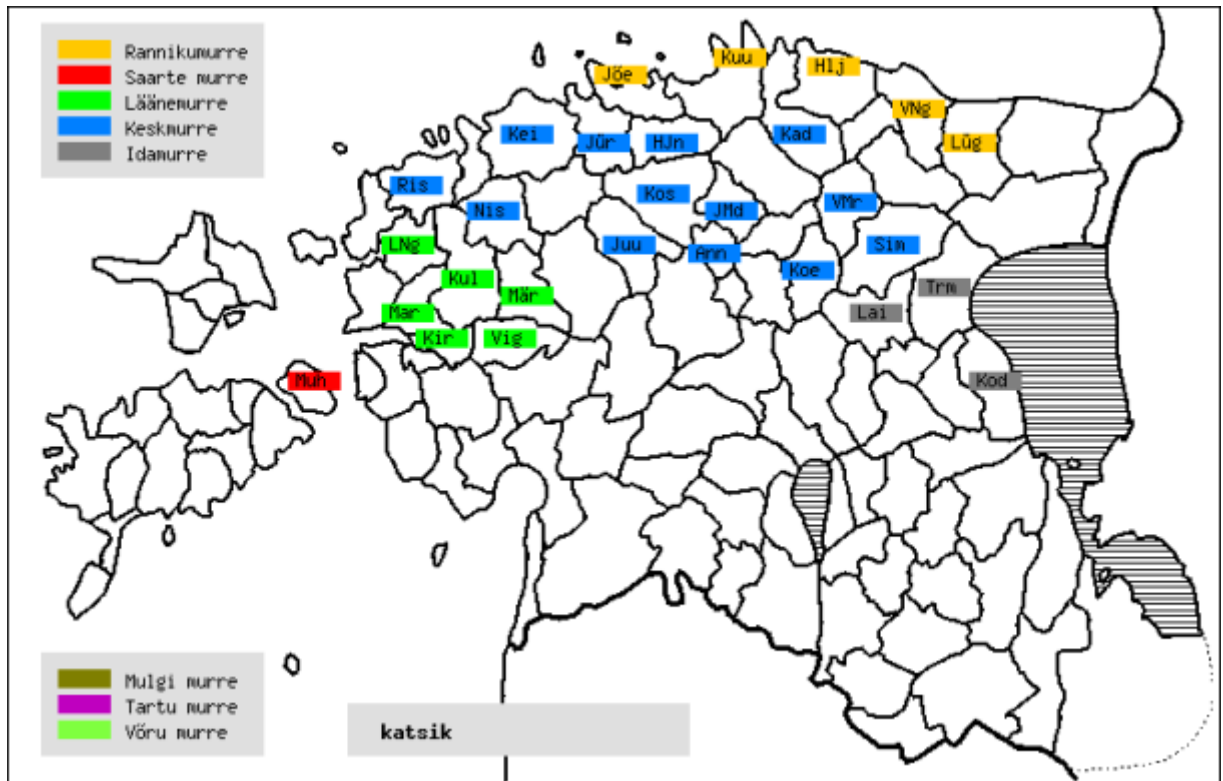 Rannikumurre
Saarte murre
Läänemurre
Keskmurre
Idamurre
Jõe
Kuu
Hlj
VNg
Lüg
Kei
Jür
HJn
Kad
Ris
Nis
Kos
JMd
VMr
LNg
Juu
Ann
Sim
Kul
Koe
Mär
Trm
Mar
Lai
Kir
Vig
Muh
Kod
Mulgi murre
Tartu murre
Võru murre
katsik